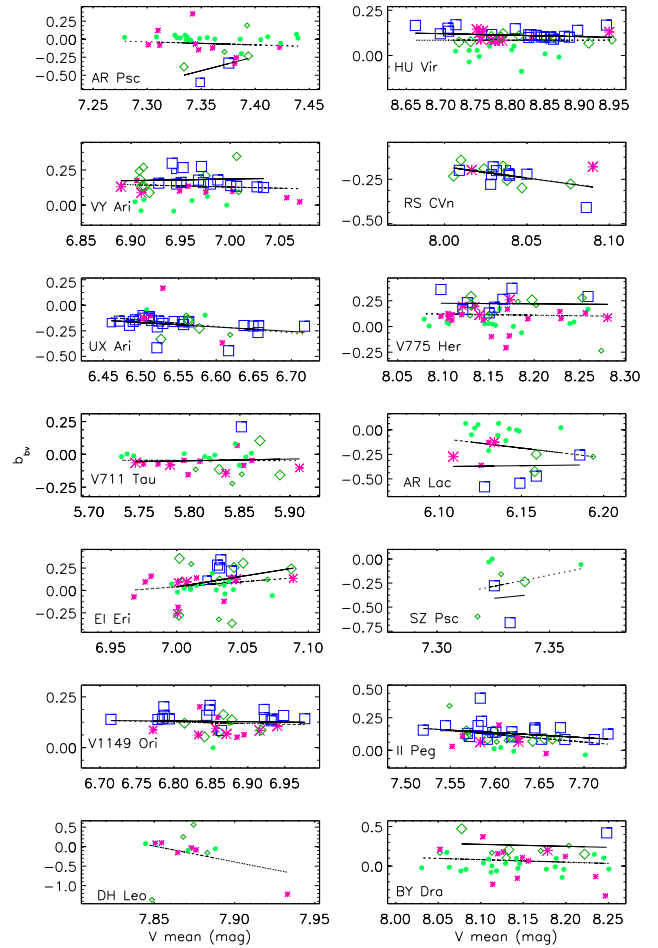 0.25
0.00
−0.25
−0.50
AR Psc
7.25 7.30 7.35 7.40 7.45
0.25
0.00
HU Vir
8.65 8.70 8.75 8.80 8.85 8.90 8.95
0.25
0.00
VY Ari
6.85 6.90 6.95 7.00 7.05
−0.25
−0.50
RS CVn
8.00 8.05 8.10
0.25
0.00
−0.25
−0.50
UX Ari
6.45 6.50 6.55 6.60 6.65 6.70
0.50
0.25
0.00
−0.25
V775 Her
8.05 8.10 8.15 8.20 8.25 8.30
0.25
0.00
−0.25
V711 Tau
5.70 5.75 5.80 5.85 5.90
0.25
0.00
−0.25
−0.50
AR Lac
6.10 6.15 6.20
b_bv
0.50
0.25
0.00
−0.25
EI Eri
6.95 7.00 7.05 7.10
0.00
−0.25
−0.50
−0.75
SZ Psc
7.30 7.35
0.25
0.00
V1149 Ori
6.70 6.75 6.80 6.85 6.90 6.95
0.50
0.25
0.00
II Peg
7.50 7.55 7.60 7.65 7.70
0.5
0.0
−0.5
−1.0
DH Leo
7.85 7.90 7.95
V mean (mag)
0.5
0.0
BY Dra
8.00 8.05 8.10 8.15 8.20 8.25
V mean (mag)